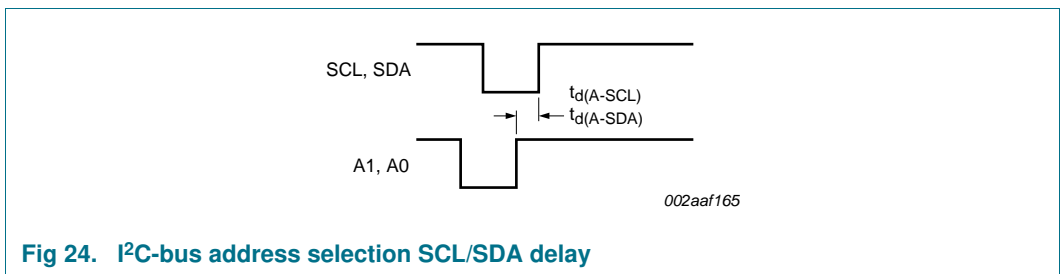 SCL, SDA
td(A-SCL)
td(A-SDA)
A1, A0
002aaf165
Fig 24. I2C-bus address selection SCL/SDA delay